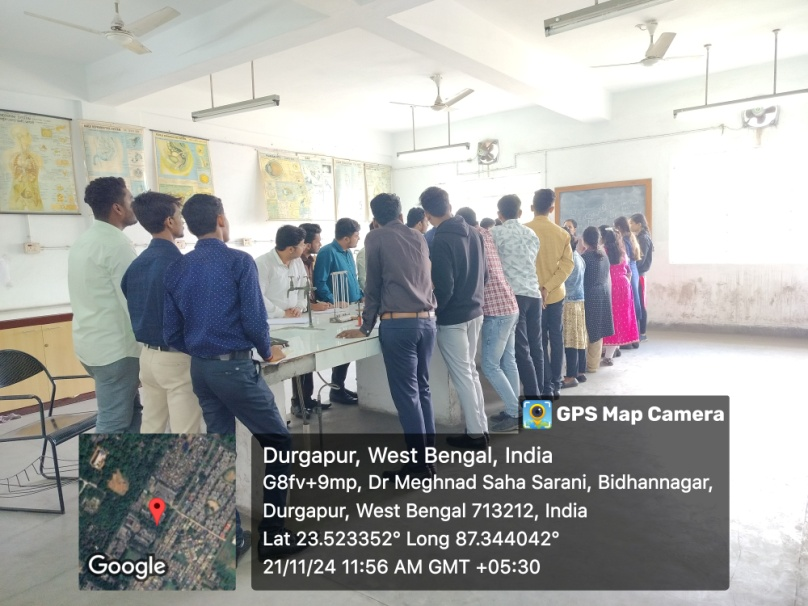 GPS Map Camera
Durgapur, West Bengal, India
G8fv+9mp, Dr Meghnad Saha Sarani, Bidhannagar,
Durgapur, West Bengal 713212, India
Lat 23.523352° Long 87.344042°
21/11/24 11:56 AM GMT +05:30
Google